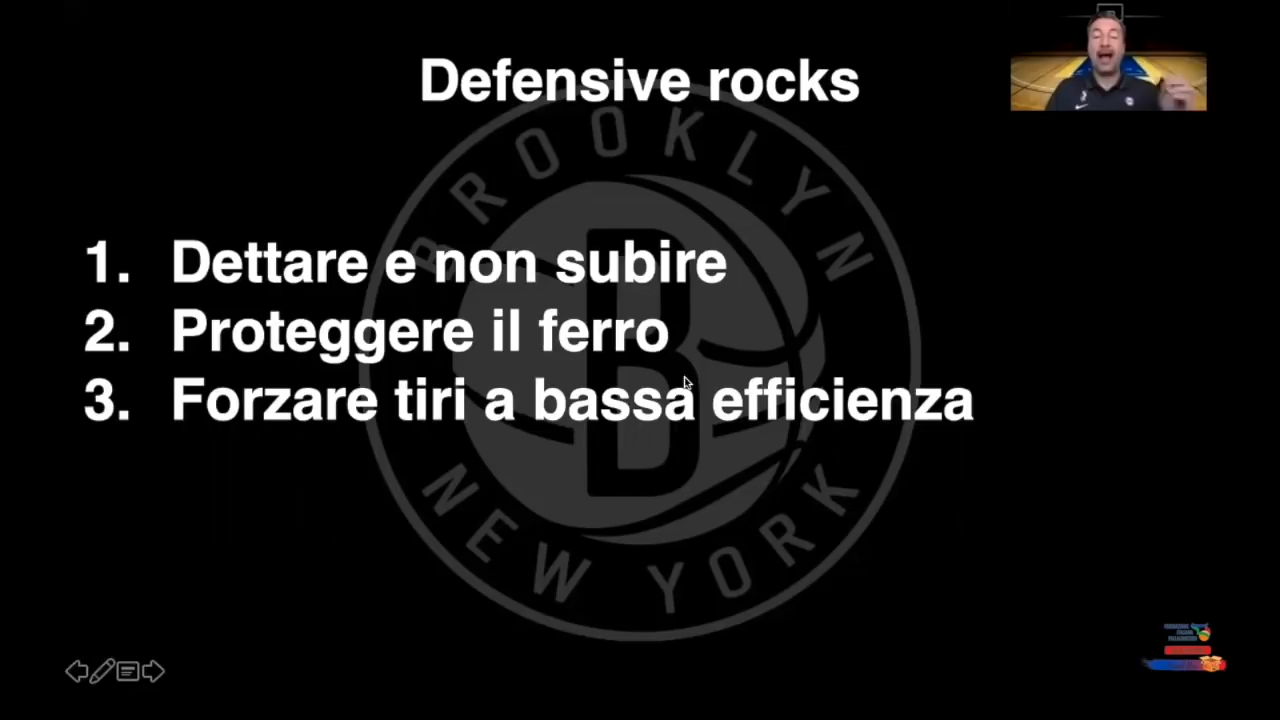 Defensive rocks
BROOKLYN
1. Dettare e non subire
2. Proteggere il ferro
3. Forzare tiri a bassa efficienza
B
NEW YORK